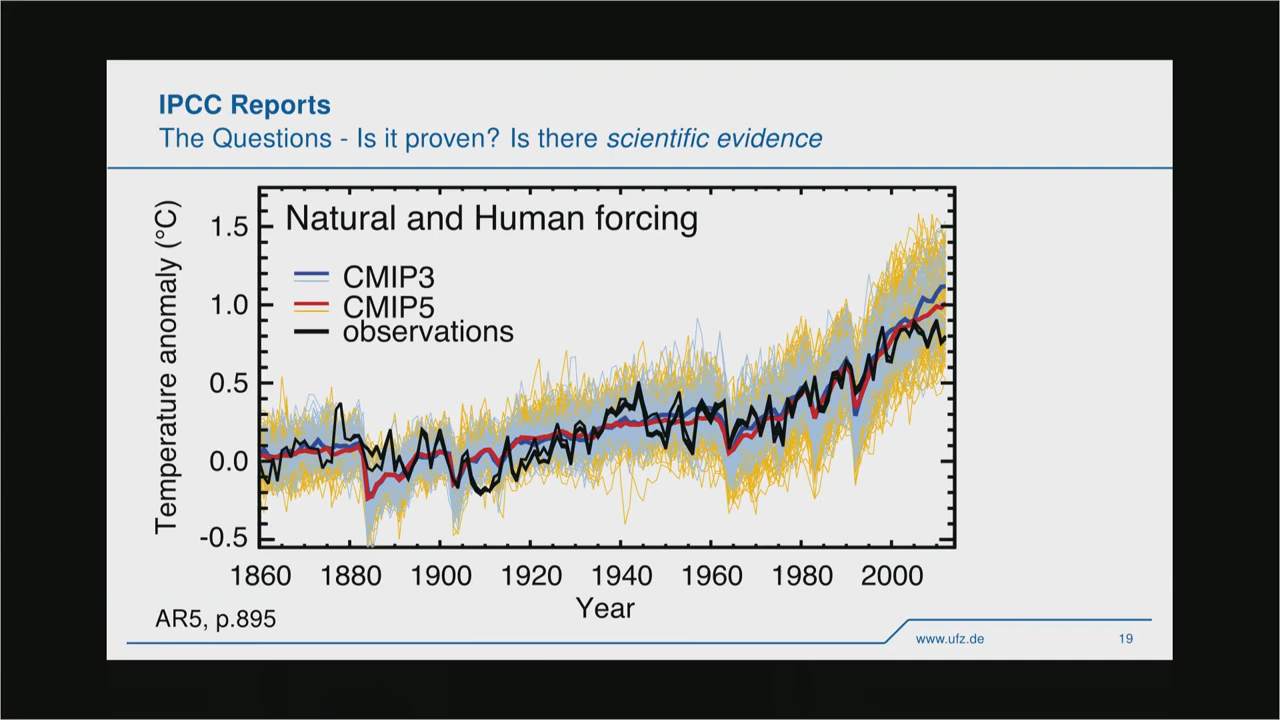 IPCC Reports
The Questions - Is it proven? Is there scientific evidence
Natural and Human forcing
CMIP3
CMIP5
observations
Temperature anomaly (°C)
1.5
1.0
0.5
0.0
-0.5
1860 1880 1900 1920 1940 1960 1980 2000
Year
AR5, p.895
www.ufz.de 19